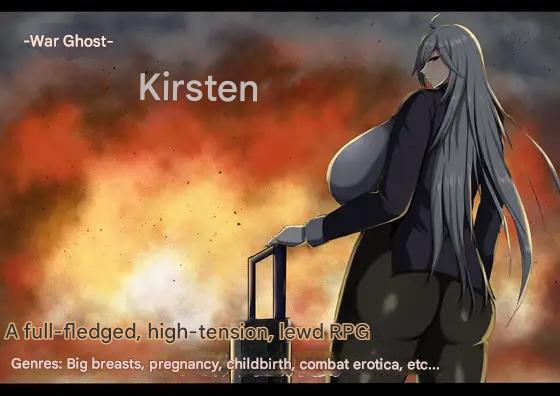 -War Ghost-
Kirsten
A full-fledged, high-tension, lewd RPG
Genres: Big breasts, pregnancy, childbirth, combat erotica, etc...